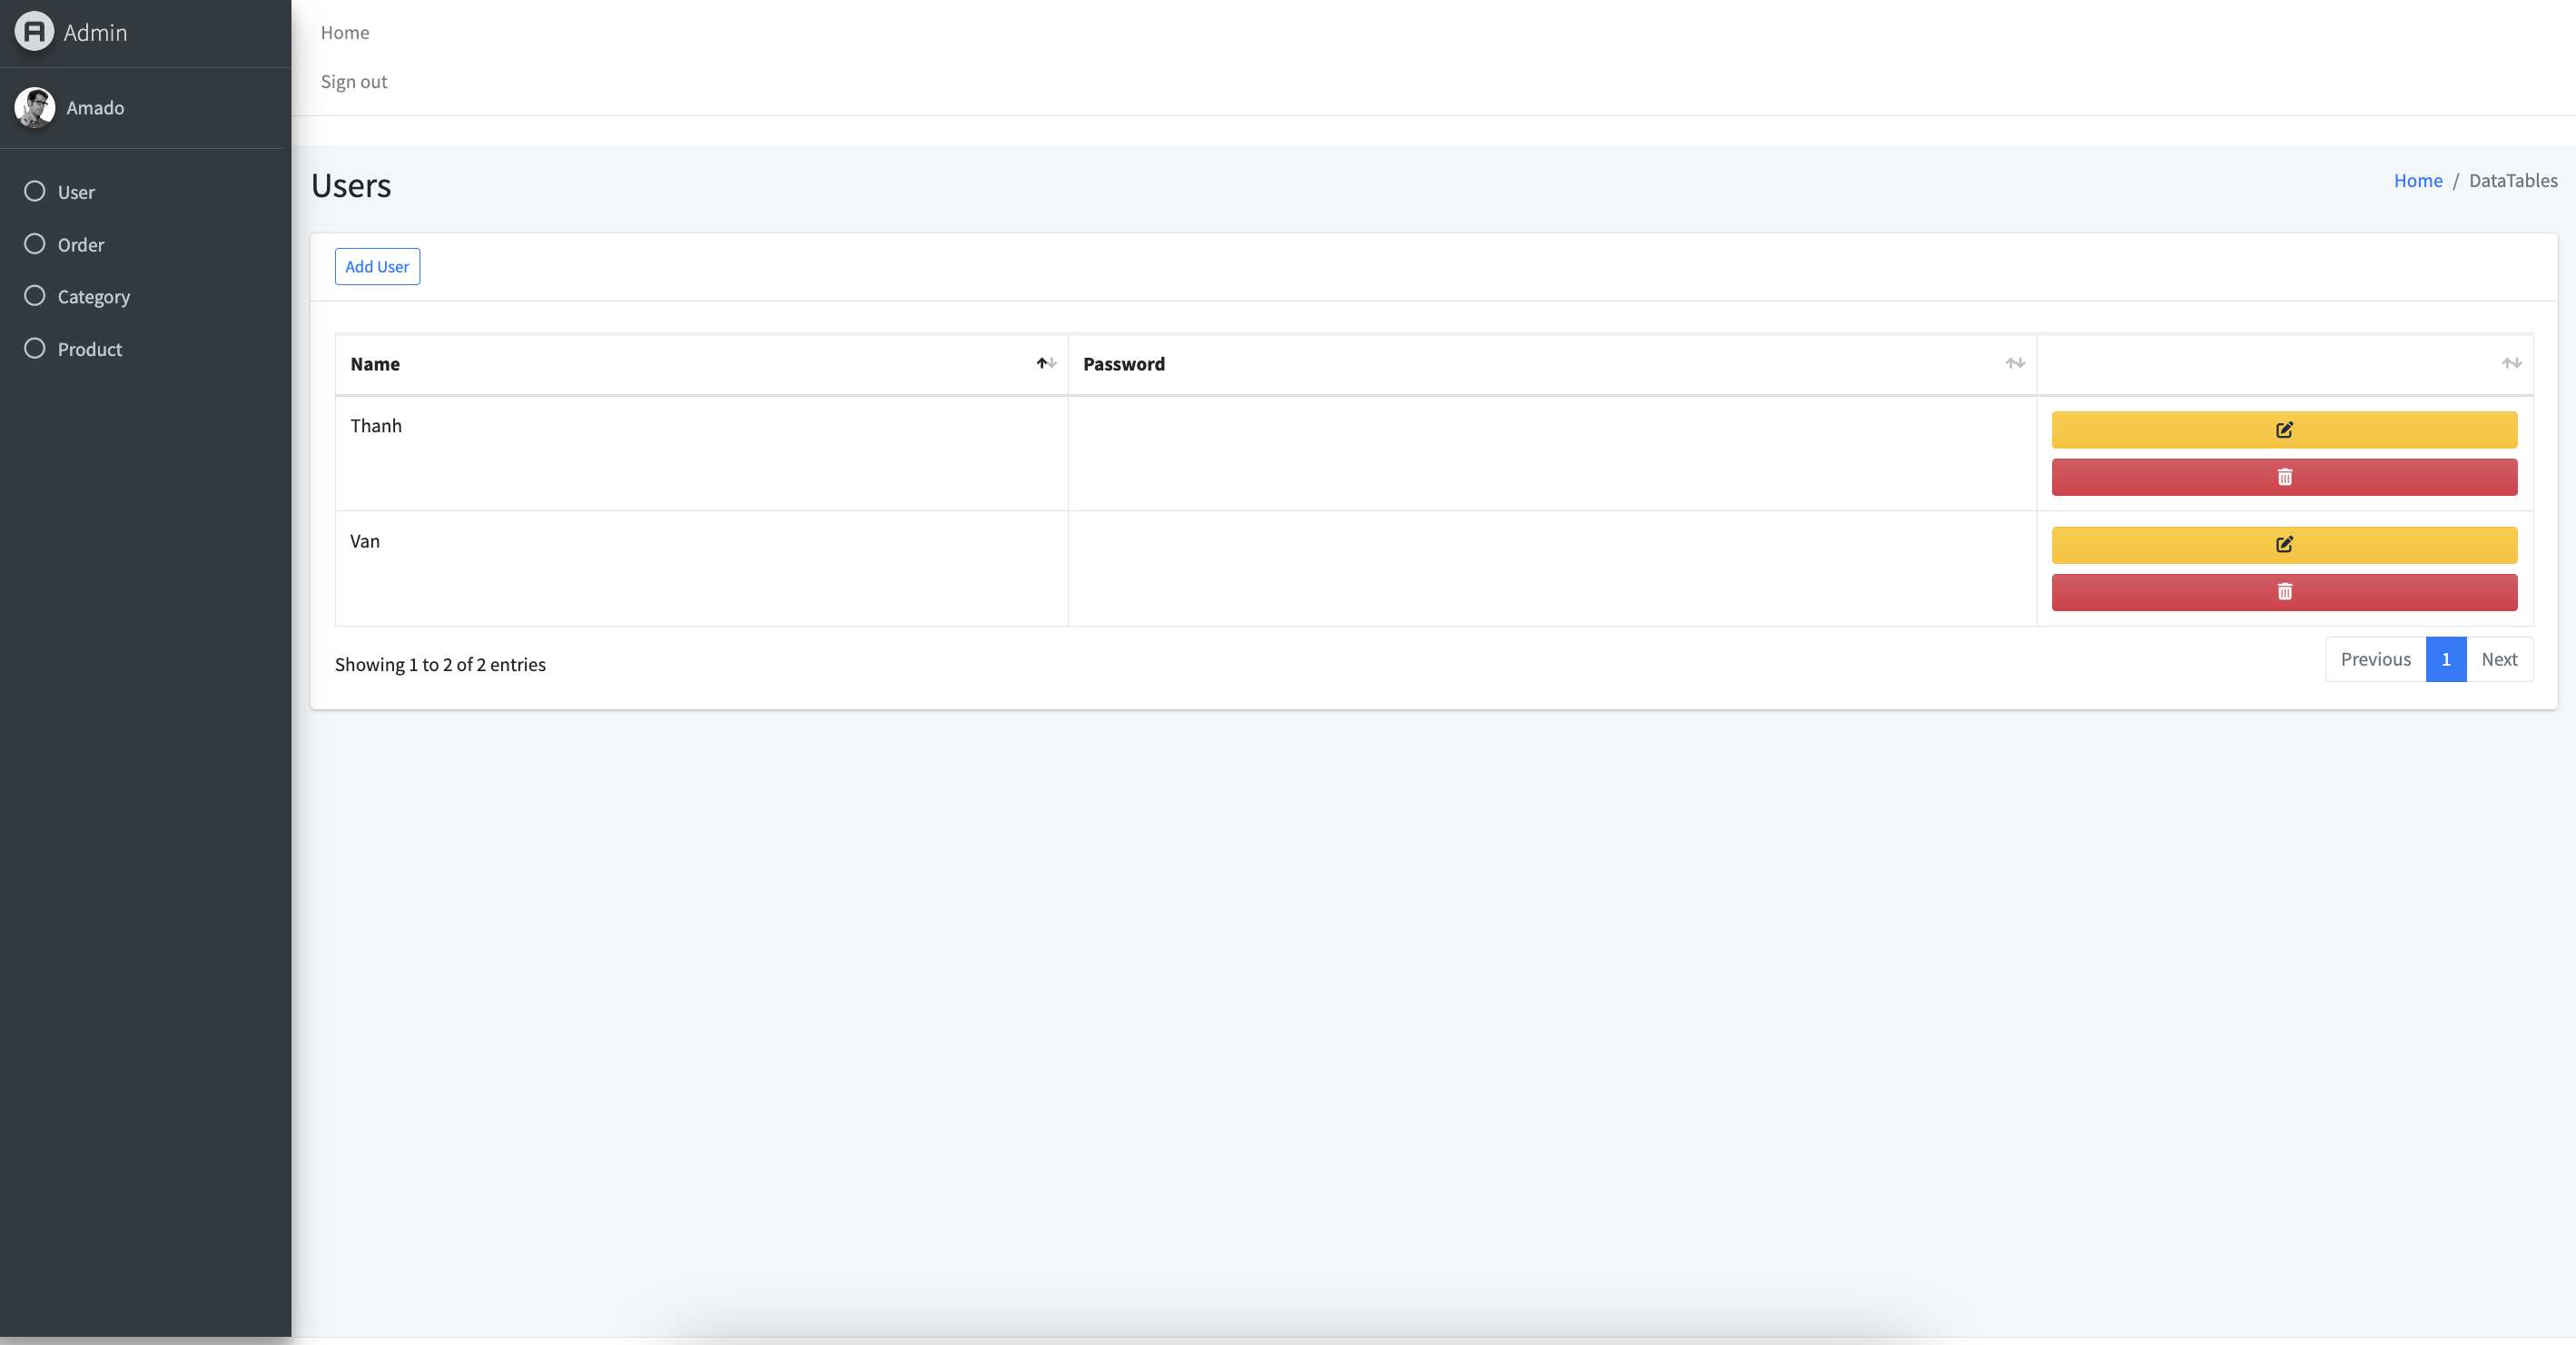 Admin
Amado
User
Order
Category
Product
Home
Sign out
Users
Home / DataTables
Add User
Name Password
Thanh
Van
Showing 1 to 2 of 2 entries
Previous 1 Next